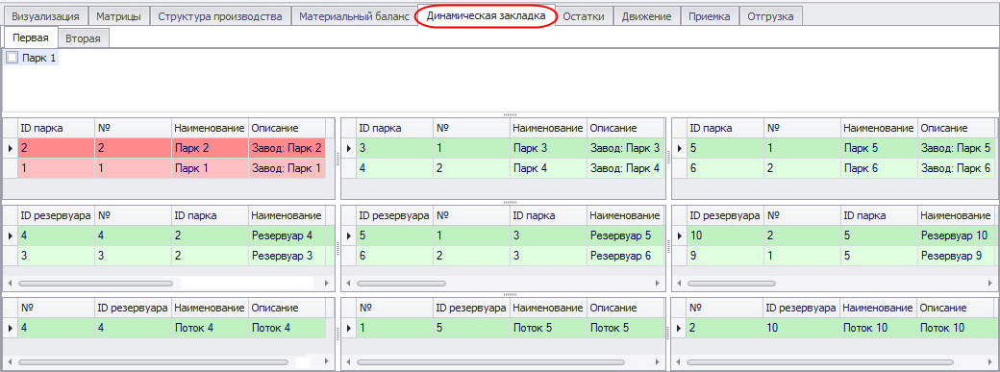 Визуализация Матрицы Структура производства Материальный баланс Динамическая закладка Остатки Движение Приемка Отгрузка
Первая Вторая
Парк 1
ID парка № Наименование Описание ID парка № Наименование Описание ID парка № Наименование Описание
2 2 Парк 2 Завод: Парк 2 3 1 Парк 3 Завод: Парк 3 5 1 Парк 5 Завод: Парк 5
1 1 Парк 1 Завод: Парк 1 4 2 Парк 4 Завод: Парк 4 6 2 Парк 6 Завод: Парк 6
ID резервуара № ID парка Наименование ID резервуара № ID парка Наименование ID резервуара № ID парка Наименование
4 4 2 Резервуар 4 5 1 3 Резервуар 5 10 2 5 Резервуар 10
3 3 2 Резервуар 3 6 2 3 Резервуар 6 9 1 5 Резервуар 9
№ ID резервуара Наименование Описание № ID резервуара Наименование Описание № ID резервуара Наименование Описание
4 4 Поток 4 Поток 4 1 5 Поток 5 Поток 5 2 10 Поток 10 Поток 10